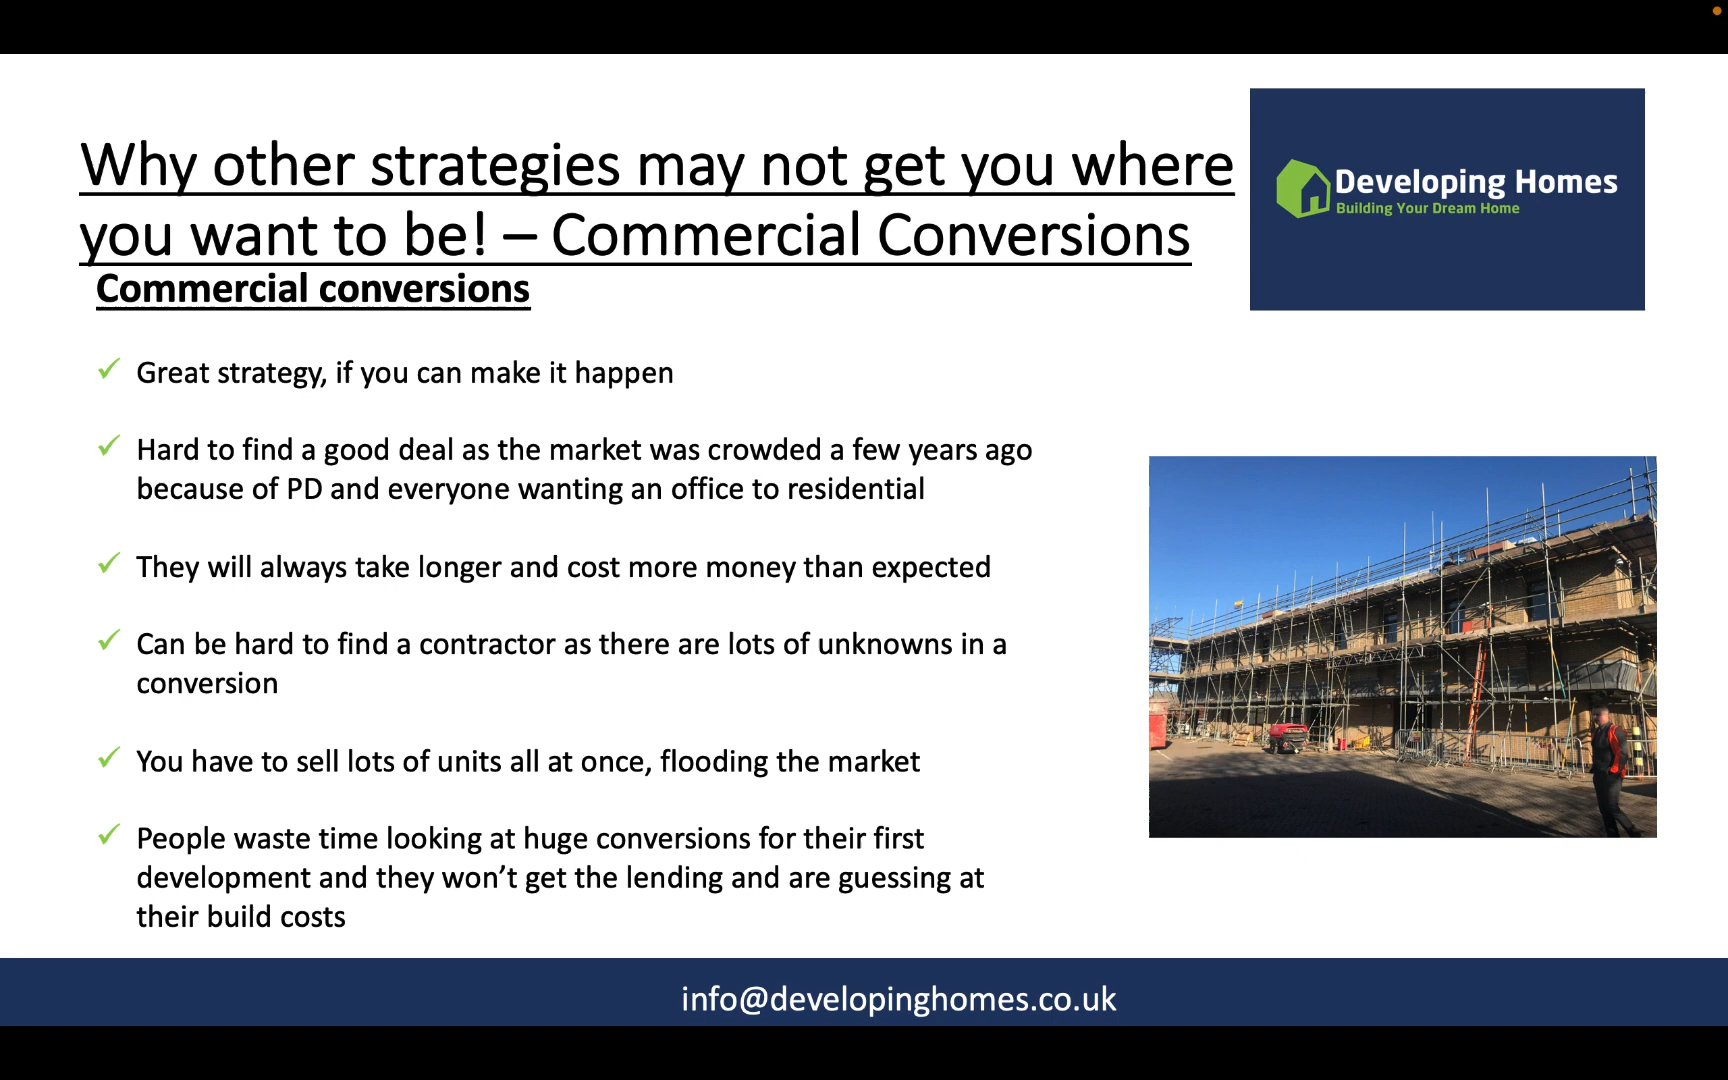 Why other strategies may not get you where
you want to be! – Commercial Conversions
Developing Homes
Building Your Dream Home
Commercial conversions
Great strategy, if you can make it happen
Hard to find a good deal as the market was crowded a few years ago
because of PD and everyone wanting an office to residential
They will always take longer and cost more money than expected
Can be hard to find a contractor as there are lots of unknowns in a
conversion
You have to sell lots of units all at once, flooding the market
People waste time looking at huge conversions for their first
development and they won’t get the lending and are guessing at
their build costs
info@developinghomes.co.uk